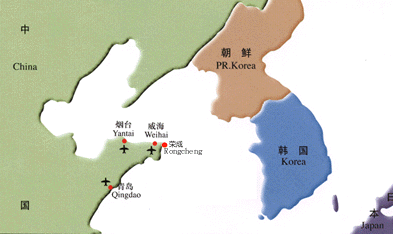 中
China
国
朝 鲜
PR.Korea
韩 国
Korea
日
本
Japan
烟台
Yantai
威海
Weihai
荣成
Rongcheng
青岛
Qingdao